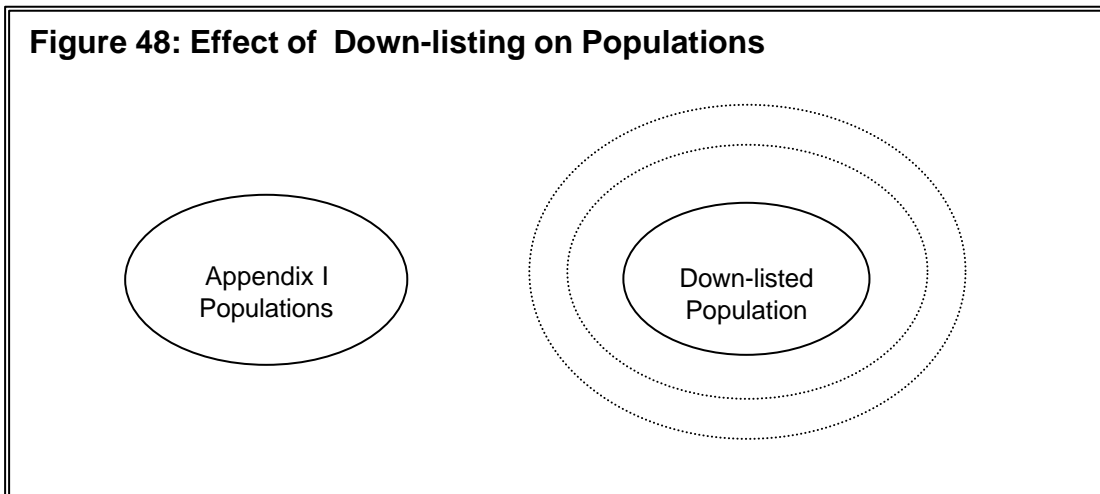 Figure 48: Effect of  Down-listing on Populations
Appendix I
Populations
Down-listed
Population